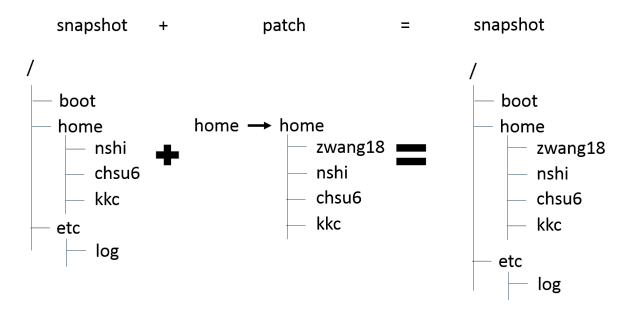 snapshot + patch = snapshot
/
boot
home
nshi
chsu6
kkc
etc
log
home → home
zwang18
nshi
chsu6
kkc
/
boot
home
zwang18
nshi
chsu6
kkc
etc
log